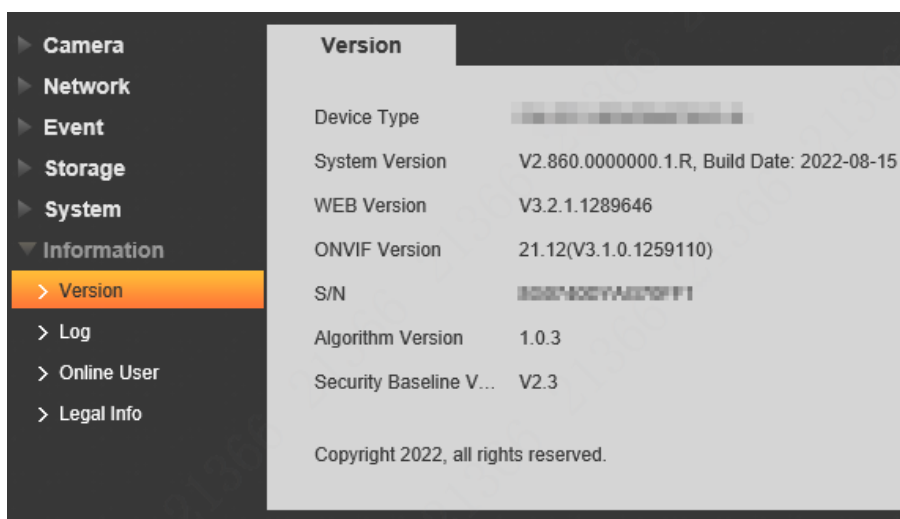 Camera
Network
Event
Storage
System
Information
Version
Log
Online User
Legal Info
Version
Device Type
System Version V2.860.0000000.1.R, Build Date: 2022-08-15
WEB Version V3.2.1.1289646
ONVIF Version 21.12(V3.1.0.1259110)
S/N
Algorithm Version 1.0.3
Security Baseline V... V2.3
Copyright 2022, all rights reserved.